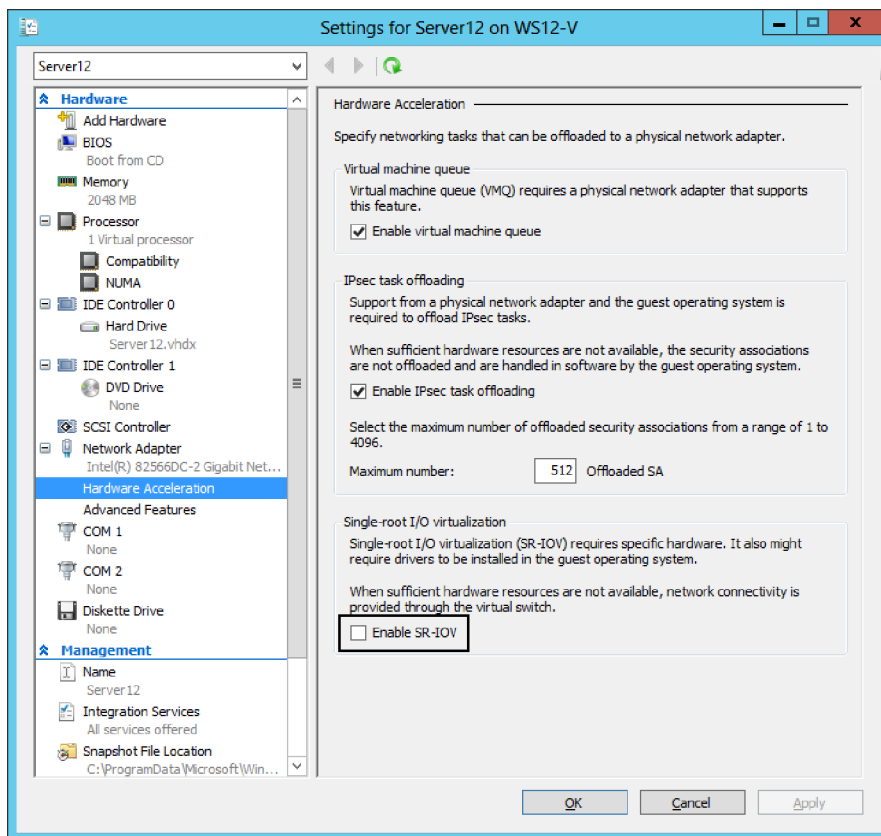 Settings for Server12 on WS12-V
Server12
Hardware
Add Hardware
BIOS
Boot from CD
Memory
2048 MB
Processor
1 Virtual processor
Compatibility
NUMA
IDE Controller 0
Hard Drive
Server12.vhdx
IDE Controller 1
DVD Drive
None
SCSI Controller
Network Adapter
Intel(R) 82566DC-2 Gigabit Net...
Hardware Acceleration
Advanced Features
COM 1
None
COM 2
None
Diskette Drive
None
Management
Name
Server12
Integration Services
All services offered
Snapshot File Location
C:\ProgramData\Microsoft\Win...
Hardware Acceleration
Specify networking tasks that can be offloaded to a physical network adapter.
Virtual machine queue
Virtual machine queue (VMQ) requires a physical network adapter that supports
this feature.
Enable virtual machine queue
IPsec task offloading
Support from a physical network adapter and the guest operating system is
required to offload IPsec tasks.
When sufficient hardware resources are not available, the security associations
are not offloaded and are handled in software by the guest operating system.
Enable IPsec task offloading
Select the maximum number of offloaded security associations from a range of 1 to
4096.
Maximum number: 512 Offloaded SA
Single-root I/O virtualization
Single-root I/O virtualization (SR-IOV) requires specific hardware. It also might
require drivers to be installed in the guest operating system.
When sufficient hardware resources are not available, network connectivity is
provided through the virtual switch.
Enable SR-IOV
OK Cancel Apply